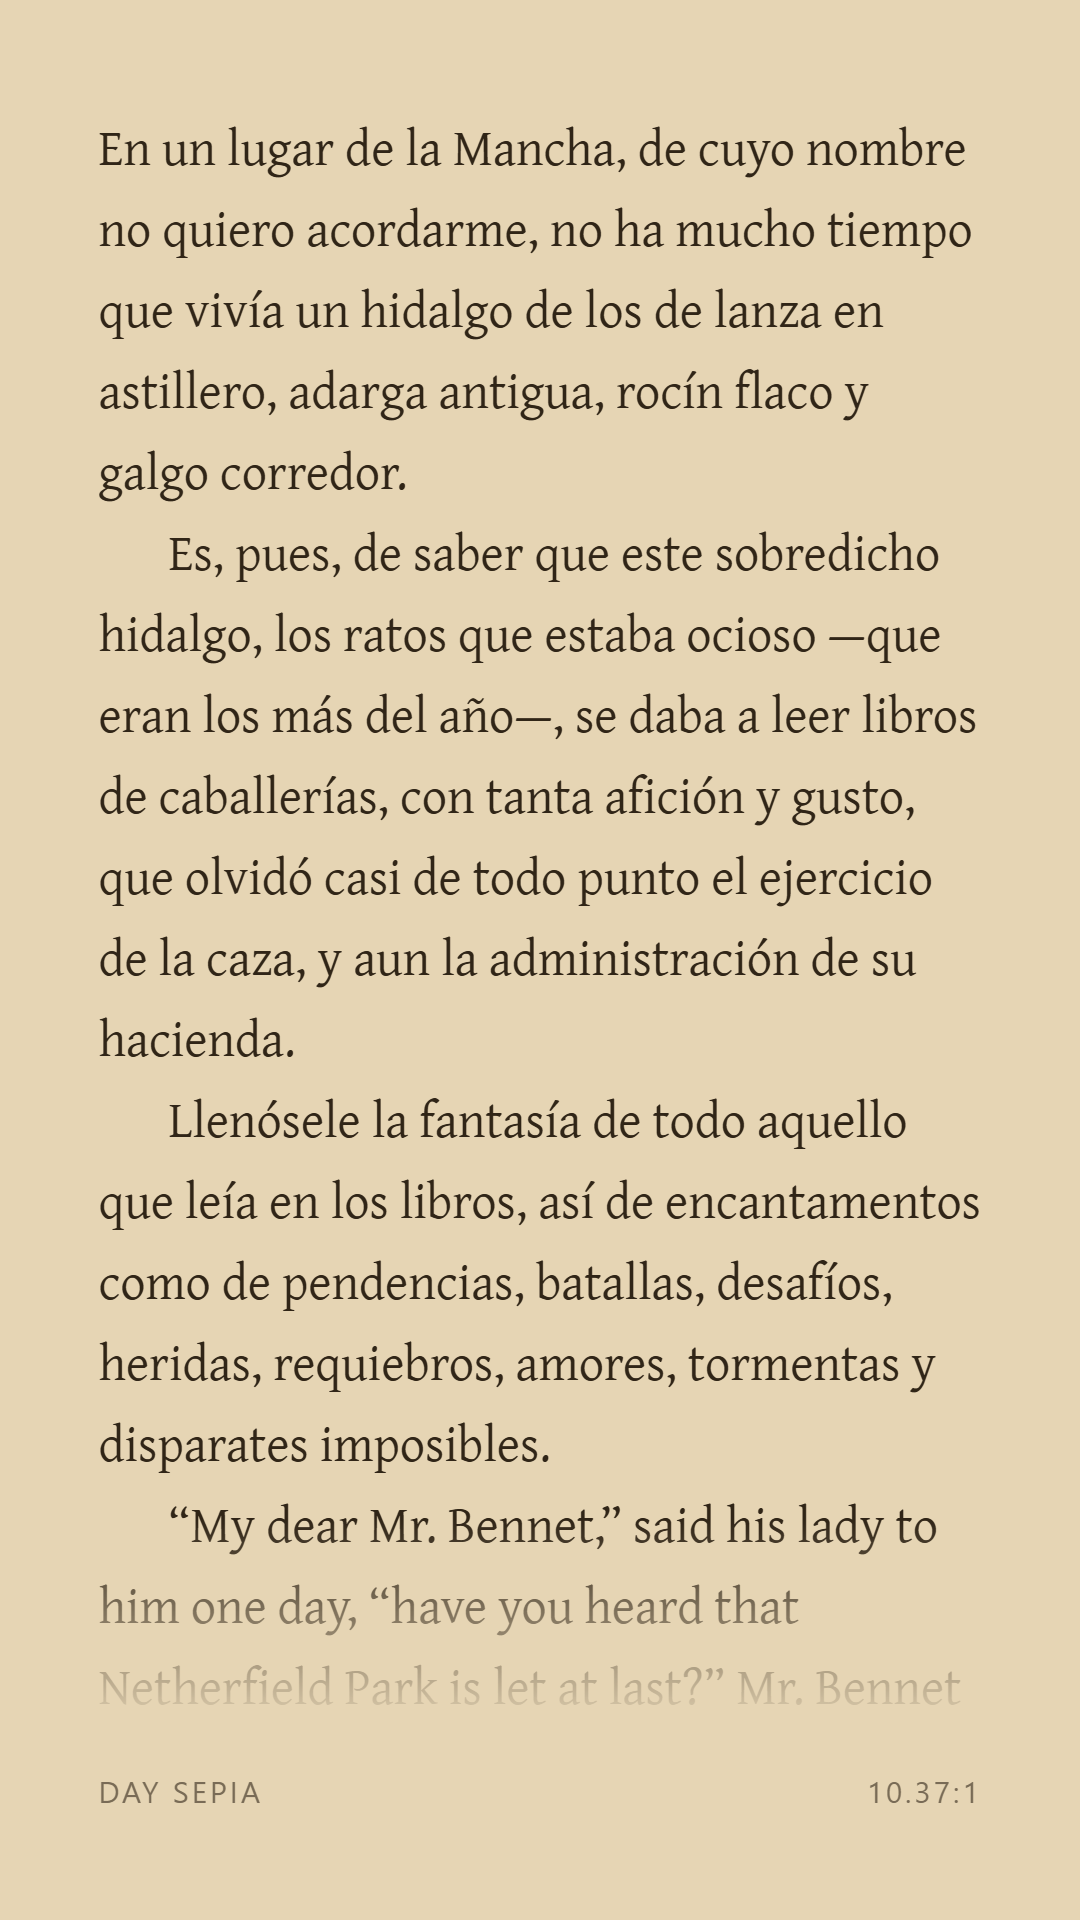 En un lugar de la Mancha, de cuyo nombre
no quiero acordarme, no ha mucho tiempo
que vivía un hidalgo de los de lanza en
astillero, adarga antigua, rocín flaco y
galgo corredor.
Es, pues, de saber que este sobredicho
hidalgo, los ratos que estaba ocioso —que
eran los más del año—, se daba a leer libros
de caballerías, con tanta afición y gusto,
que olvidó casi de todo punto el ejercicio
de la caza, y aun la administración de su
hacienda.
Llenósele la fantasía de todo aquello
que leía en los libros, así de encantamentos
como de pendencias, batallas, desafíos,
heridas, requiebros, amores, tormentas y
disparates imposibles.
“My dear Mr. Bennet,” said his lady to
him one day, “have you heard that
Netherfield Park is let at last?” Mr. Bennet
DAY SEPIA
10.37:1